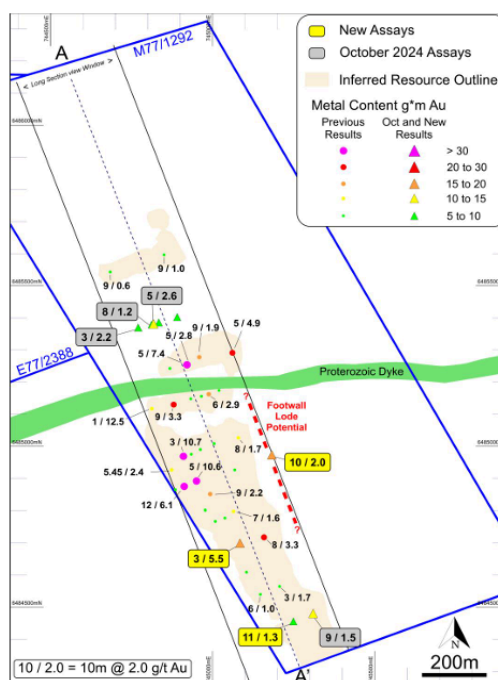 744500mE
745000mE
A
M77/1292
< Long Section view Window >
New Assays
October 2024 Assays
Inferred Resource Outline
Metal Content g*m Au
Previous Results
Oct and New Results
> 30
20 to 30
15 to 20
10 to 15
5 to 10
6486000mN
9 / 1.0
9 / 0.6
6485500mN
5 / 2.6
8 / 1.2
3 / 2.2
9 / 1.9
5 / 4.9
5 / 2.8
5 / 7.4
E77/2388
Proterozoic Dyke
?
6 / 2.9
Footwall
Lode
Potential
1 / 12.5
9 / 3.3
6485000mN
3 / 10.7
8 / 1.7
10 / 2.0
5.45 / 2.4
5 / 10.6
9 / 2.2
12 / 6.1
7 / 1.6
?
8 / 3.3
3 / 5.5
3 / 1.7
6484500mN
6 / 1.0
11 / 1.3
9 / 1.5
N
200m
10 / 2.0 = 10m @ 2.0 g/t Au
A'